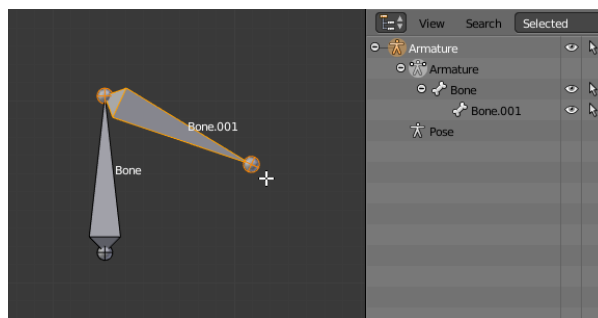 View Search Selected
Armature
Armature
Bone
Bone.001
Pose
Bone.001
Bone